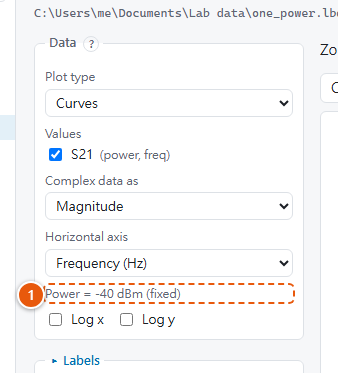 C:\Users\me\Documents\Lab data\one_power.lb
Data ?
Zo
Plot type
Curves
Values
S21 (power, freq)
Complex data as
Magnitude
Horizontal axis
Frequency (Hz)
1 Power = -40 dBm (fixed)
Log x Log y
Labels